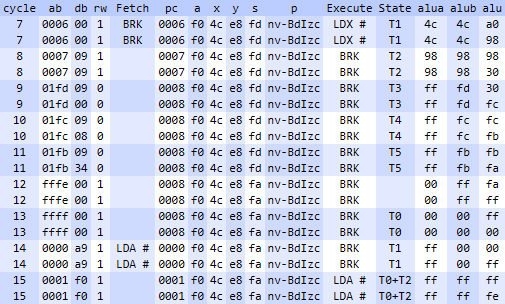 cycle ab db rw Fetch pc a x y s p Execute State alua alub alu
7 0006 00 1 BRK 0006 f0 4c e8 fd nv-BdIzc LDX # T1 4c 4c a0
7 0006 00 1 BRK 0006 f0 4c e8 fd nv-BdIzc LDX # T1 4c 4c 98
8 0007 09 1 0007 f0 4c e8 fd nv-BdIzc BRK T2 98 98 98
8 0007 09 1 0007 f0 4c e8 fd nv-BdIzc BRK T2 98 98 30
9 01fd 09 0 0008 f0 4c e8 fd nv-BdIzc BRK T3 ff fd 30
9 01fd 00 0 0008 f0 4c e8 fd nv-BdIzc BRK T3 ff fd fc
10 01fc 09 0 0008 f0 4c e8 fd nv-BdIzc BRK T4 ff fc fc
10 01fc 08 0 0008 f0 4c e8 fd nv-BdIzc BRK T4 ff fc fb
11 01fb 09 0 0008 f0 4c e8 fd nv-BdIzc BRK T5 ff fb fb
11 01fb 34 0 0008 f0 4c e8 fd nv-BdIzc BRK T5 ff fb fa
12 fffe 00 1 0008 f0 4c e8 fa nv-BdIzc BRK 00 ff fa
12 fffe 00 1 0008 f0 4c e8 fa nv-BdIzc BRK 00 ff ff
13 ffff 00 1 0008 f0 4c e8 fa nv-BdIzc BRK T0 00 00 ff
13 ffff 00 1 0008 f0 4c e8 fa nv-BdIzc BRK T0 00 00 00
14 0000 a9 1 LDA # 0000 f0 4c e8 fa nv-BdIzc BRK T1 ff 00 00
14 0000 a9 1 LDA # 0000 f0 4c e8 fa nv-BdIzc BRK T1 ff 00 ff
15 0001 a9 1 0001 f0 4c e8 fa nv-BdIzc LDA # T0+T2 ff ff ff
15 0001 f0 1 0001 f0 4c e8 fa nv-BdIzc LDA # T0+T2 ff ff fe